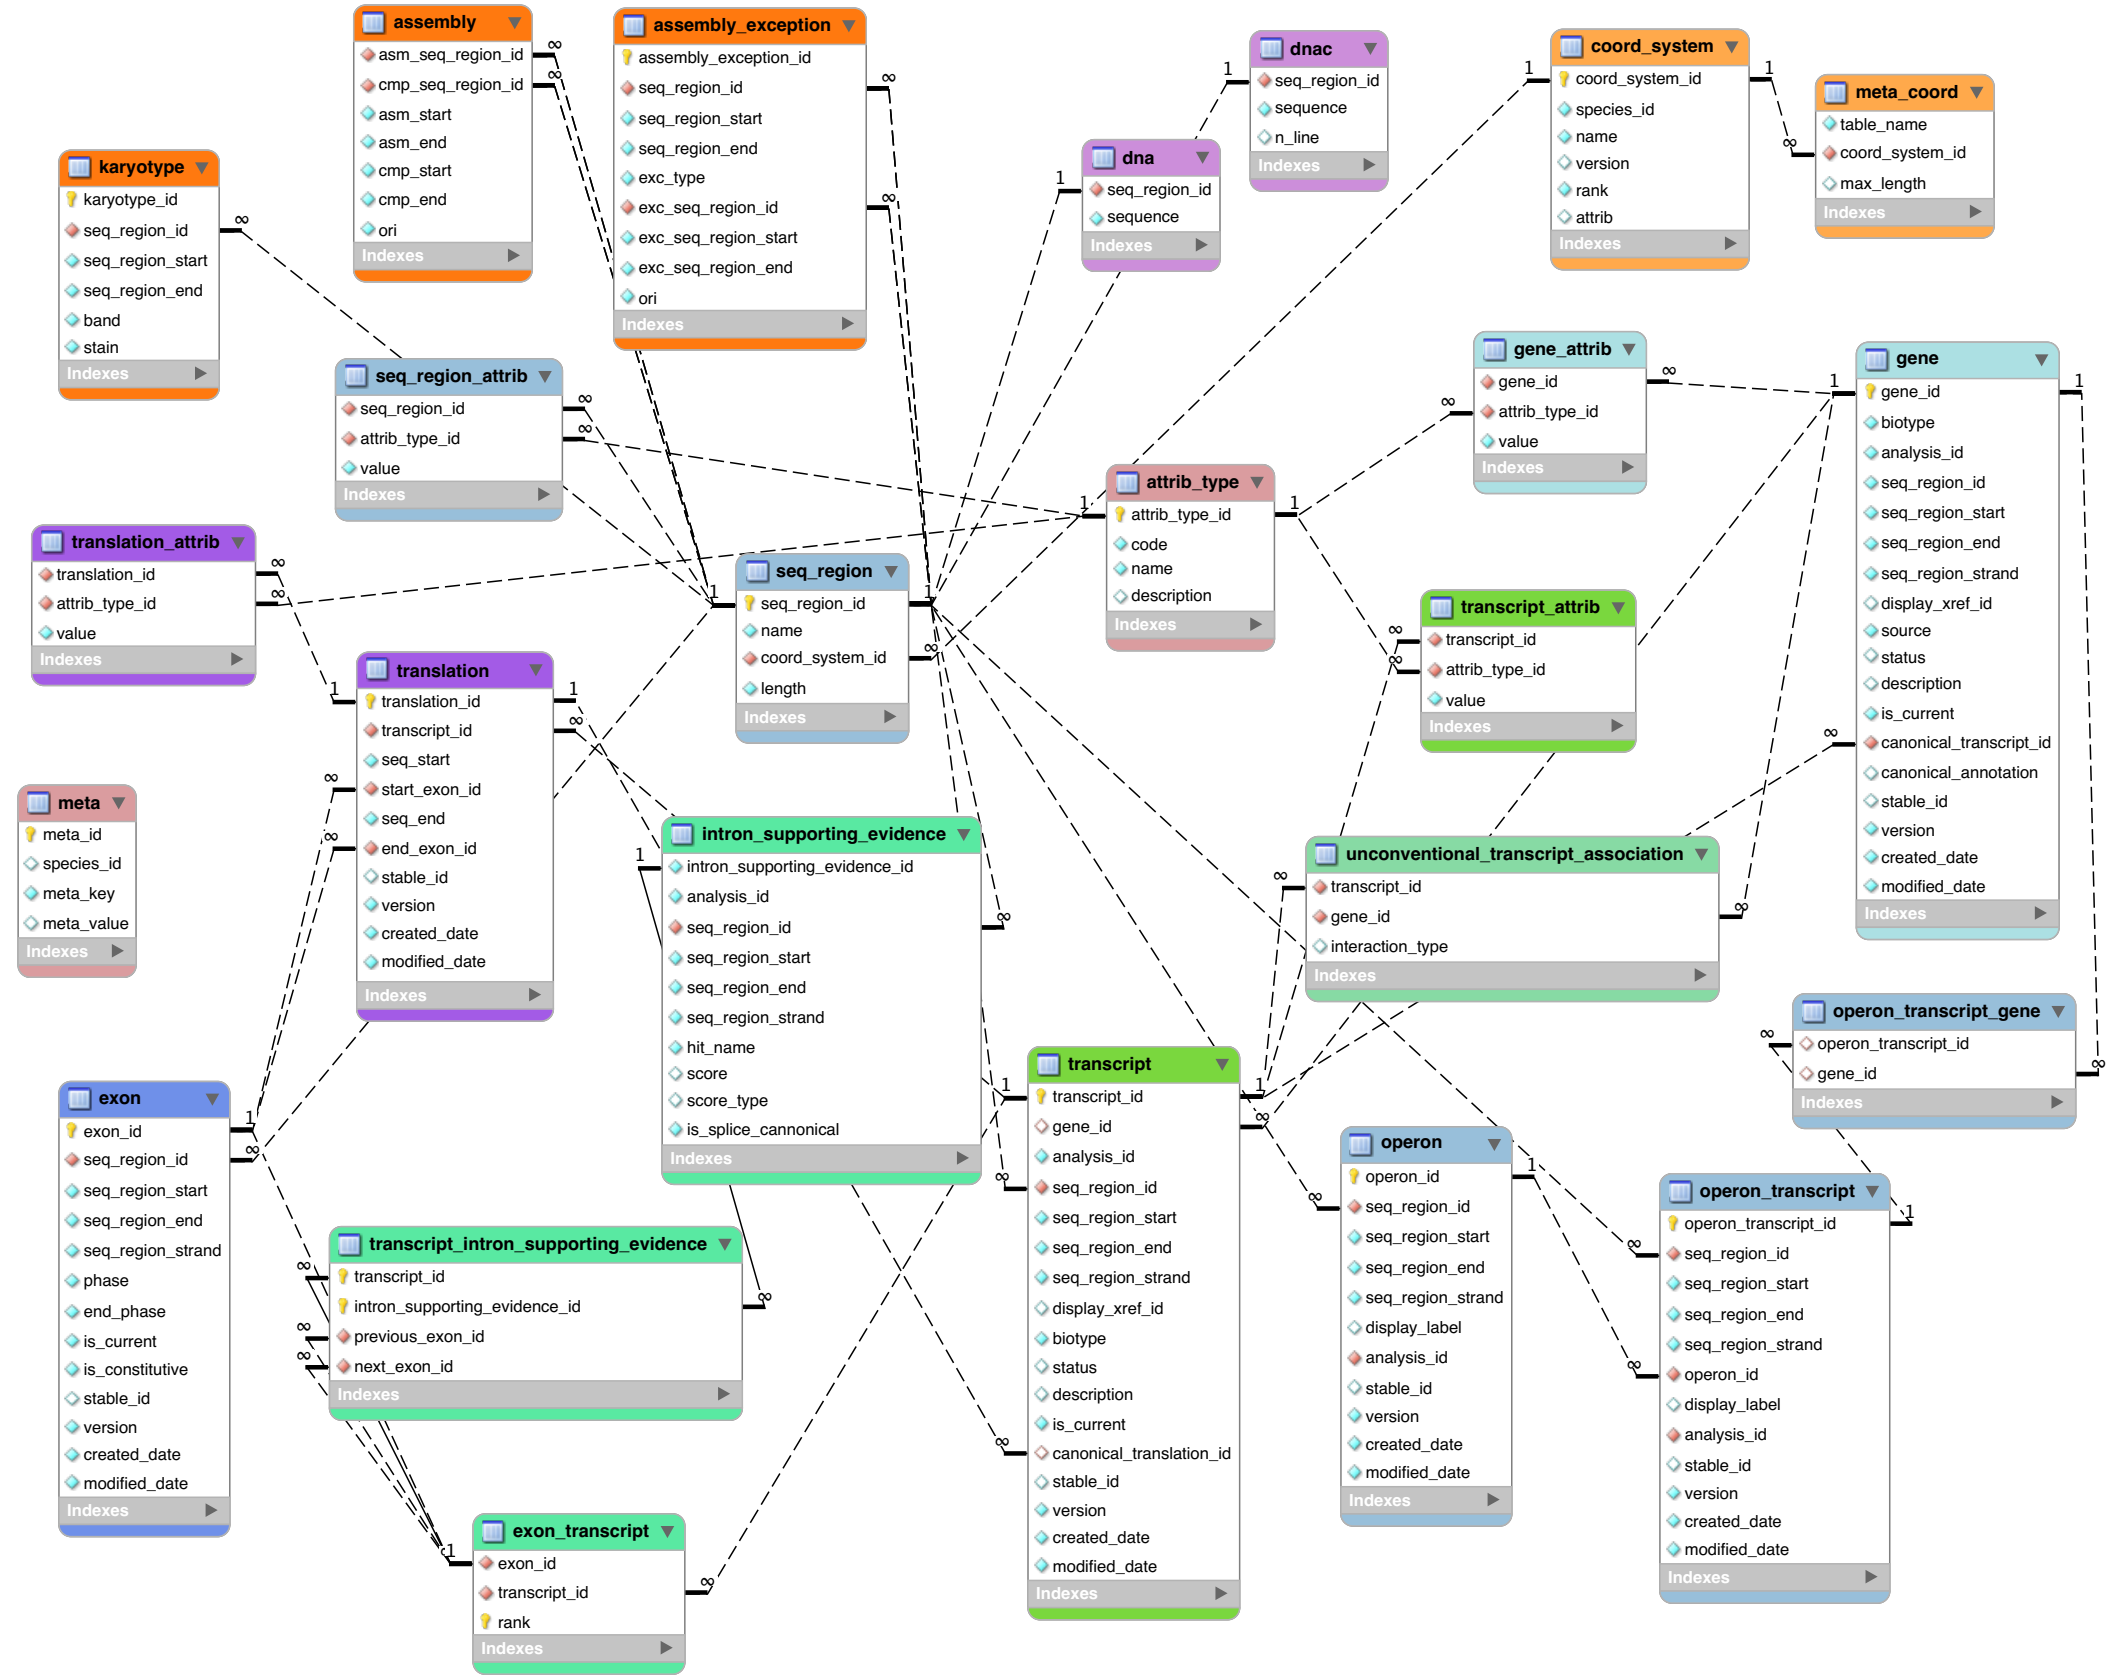 assembly
asm_seq_region_id
cmp_seq_region_id
asm_start
asm_end
cmp_start
cmp_end
ori
Indexes
assembly_exception
assembly_exception_id
seq_region_id
seq_region_start
seq_region_end
exc_type
exc_seq_region_id
exc_seq_region_start
exc_seq_region_end
ori
Indexes
dnac
seq_region_id
sequence
n_line
Indexes
coord_system
coord_system_id
species_id
name
version
rank
attrib
Indexes
meta_coord
table_name
coord_system_id
max_length
Indexes
karyotype
karyotype_id
seq_region_id
seq_region_start
seq_region_end
band
stain
Indexes
dna
seq_region_id
sequence
Indexes
seq_region_attrib
seq_region_id
attrib_type_id
value
Indexes
gene_attrib
gene_id
attrib_type_id
value
Indexes
gene
gene_id
biotype
analysis_id
seq_region_id
seq_region_start
seq_region_end
seq_region_strand
display_xref_id
source
status
description
is_current
canonical_transcript_id
canonical_annotation
stable_id
version
created_date
modified_date
Indexes
attrib_type
attrib_type_id
code
name
description
Indexes
translation_attrib
translation_id
attrib_type_id
value
Indexes
seq_region
seq_region_id
name
coord_system_id
length
Indexes
transcript_attrib
transcript_id
attrib_type_id
value
Indexes
translation
translation_id
transcript_id
seq_start
start_exon_id
seq_end
end_exon_id
stable_id
version
created_date
modified_date
Indexes
meta
meta_id
species_id
meta_key
meta_value
Indexes
intron_supporting_evidence
intron_supporting_evidence_id
analysis_id
seq_region_id
seq_region_start
seq_region_end
seq_region_strand
hit_name
score
score_type
is_splice_cannonical
Indexes
unconventional_transcript_association
transcript_id
gene_id
interaction_type
Indexes
operon_transcript_gene
operon_transcript_id
gene_id
Indexes
exon
exon_id
seq_region_id
seq_region_start
seq_region_end
seq_region_strand
phase
end_phase
is_current
is_constitutive
stable_id
version
created_date
modified_date
Indexes
transcript
transcript_id
gene_id
analysis_id
seq_region_id
seq_region_start
seq_region_end
seq_region_strand
display_xref_id
biotype
status
description
is_current
canonical_translation_id
stable_id
version
created_date
modified_date
Indexes
operon
operon_id
seq_region_id
seq_region_start
seq_region_end
seq_region_strand
display_label
analysis_id
stable_id
version
created_date
modified_date
Indexes
operon_transcript
operon_transcript_id
seq_region_id
seq_region_start
seq_region_end
seq_region_strand
operon_id
display_label
analysis_id
stable_id
version
created_date
modified_date
Indexes
transcript_intron_supporting_evidence
transcript_id
intron_supporting_evidence_id
previous_exon_id
next_exon_id
Indexes
exon_transcript
exon_id
transcript_id
rank
Indexes